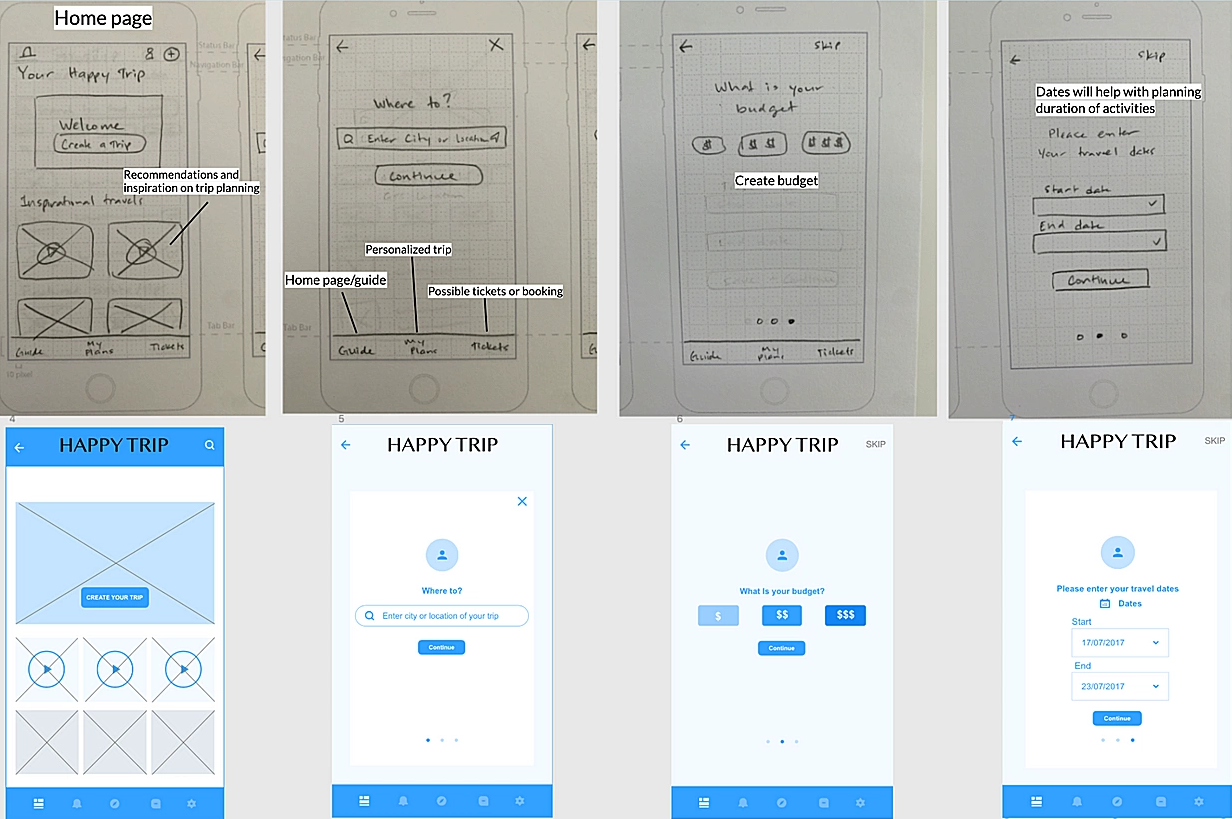 Home page
Your Happy Trip
Welcome
Create a Trip
Recommendations and
inspiration on trip planning
Inspirational travels
Tab Bar
Guide
My
Plans
Tickets
10 pixel
Status Bar
Navigation Bar
Where to?
Enter City or location
Continue
Personalized trip
Home page/guide
Possible tickets or booking
Tab Bar
Guide
My
Plans
Tickets
Skip
What is your
budget
$
$ $
$ $ $
Create budget
Guide
My
Plans
Tickets
Skip
Dates will help with planning
duration of activities
Please enter
Your travel dates
Start date
End date
Continue
4
HAPPY TRIP
CREATE YOUR TRIP
5
HAPPY TRIP
Where to?
Enter city or location of your trip
Continue
6
HAPPY TRIP
SKIP
What Is your budget?
$
$$
$$$
Continue
7
HAPPY TRIP
SKIP
Please enter your travel dates
Dates
Start
17/07/2017
End
23/07/2017
Continue